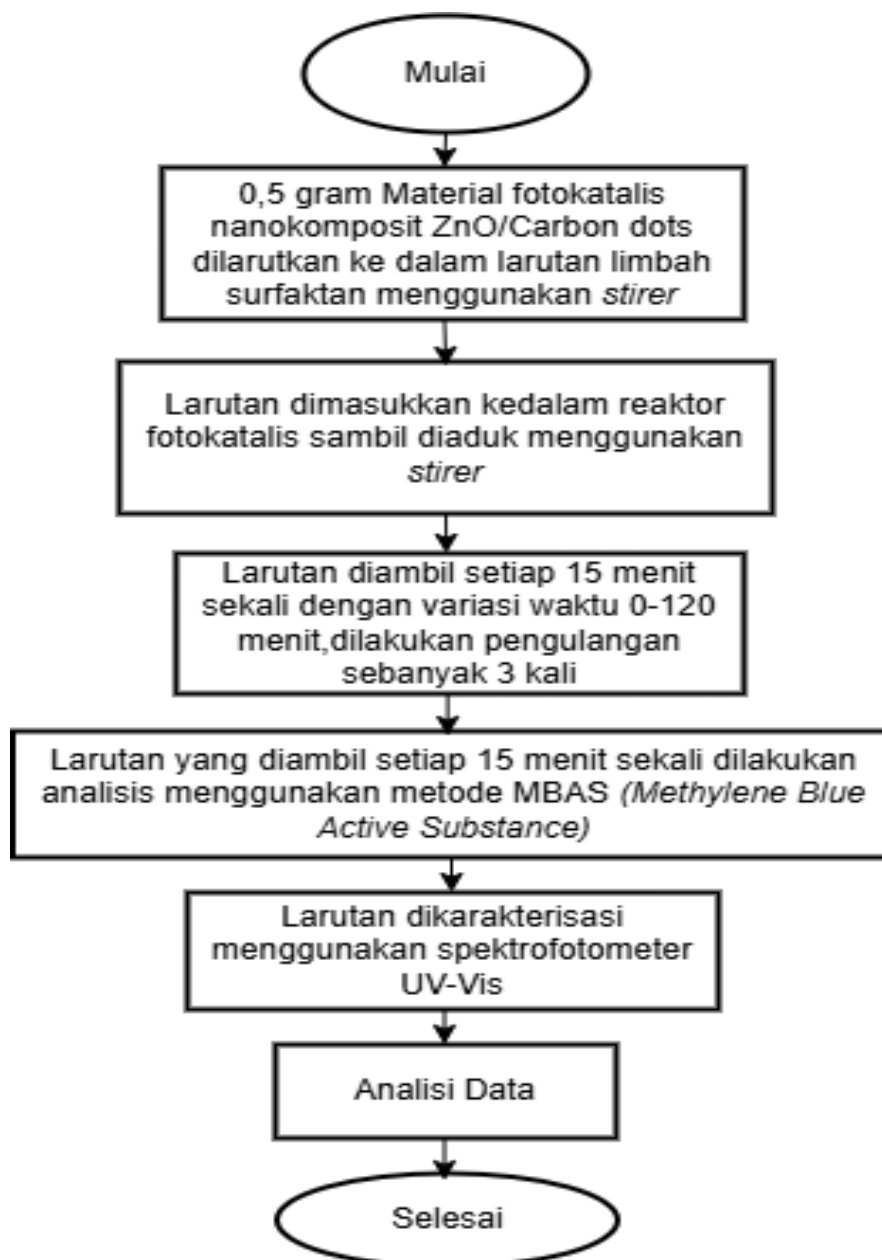 Mulai
0,5 gram Material fotokatalis
nanokomposit ZnO/Carbon dots
dilarutkan ke dalam larutan limbah
surfaktan menggunakan stirer
Larutan dimasukkan kedalam reaktor
fotokatalis sambil diaduk menggunakan
stirer
Larutan diambil setiap 15 menit
sekali dengan variasi waktu 0-120
menit,dilakukan pengulangan
sebanyak 3 kali
Larutan yang diambil setiap 15 menit sekali dilakukan
analisis menggunakan metode MBAS (Methylene Blue
Active Substance)
Larutan dikarakterisasi
menggunakan spektrofotometer
UV-Vis
Analisi Data
Selesai